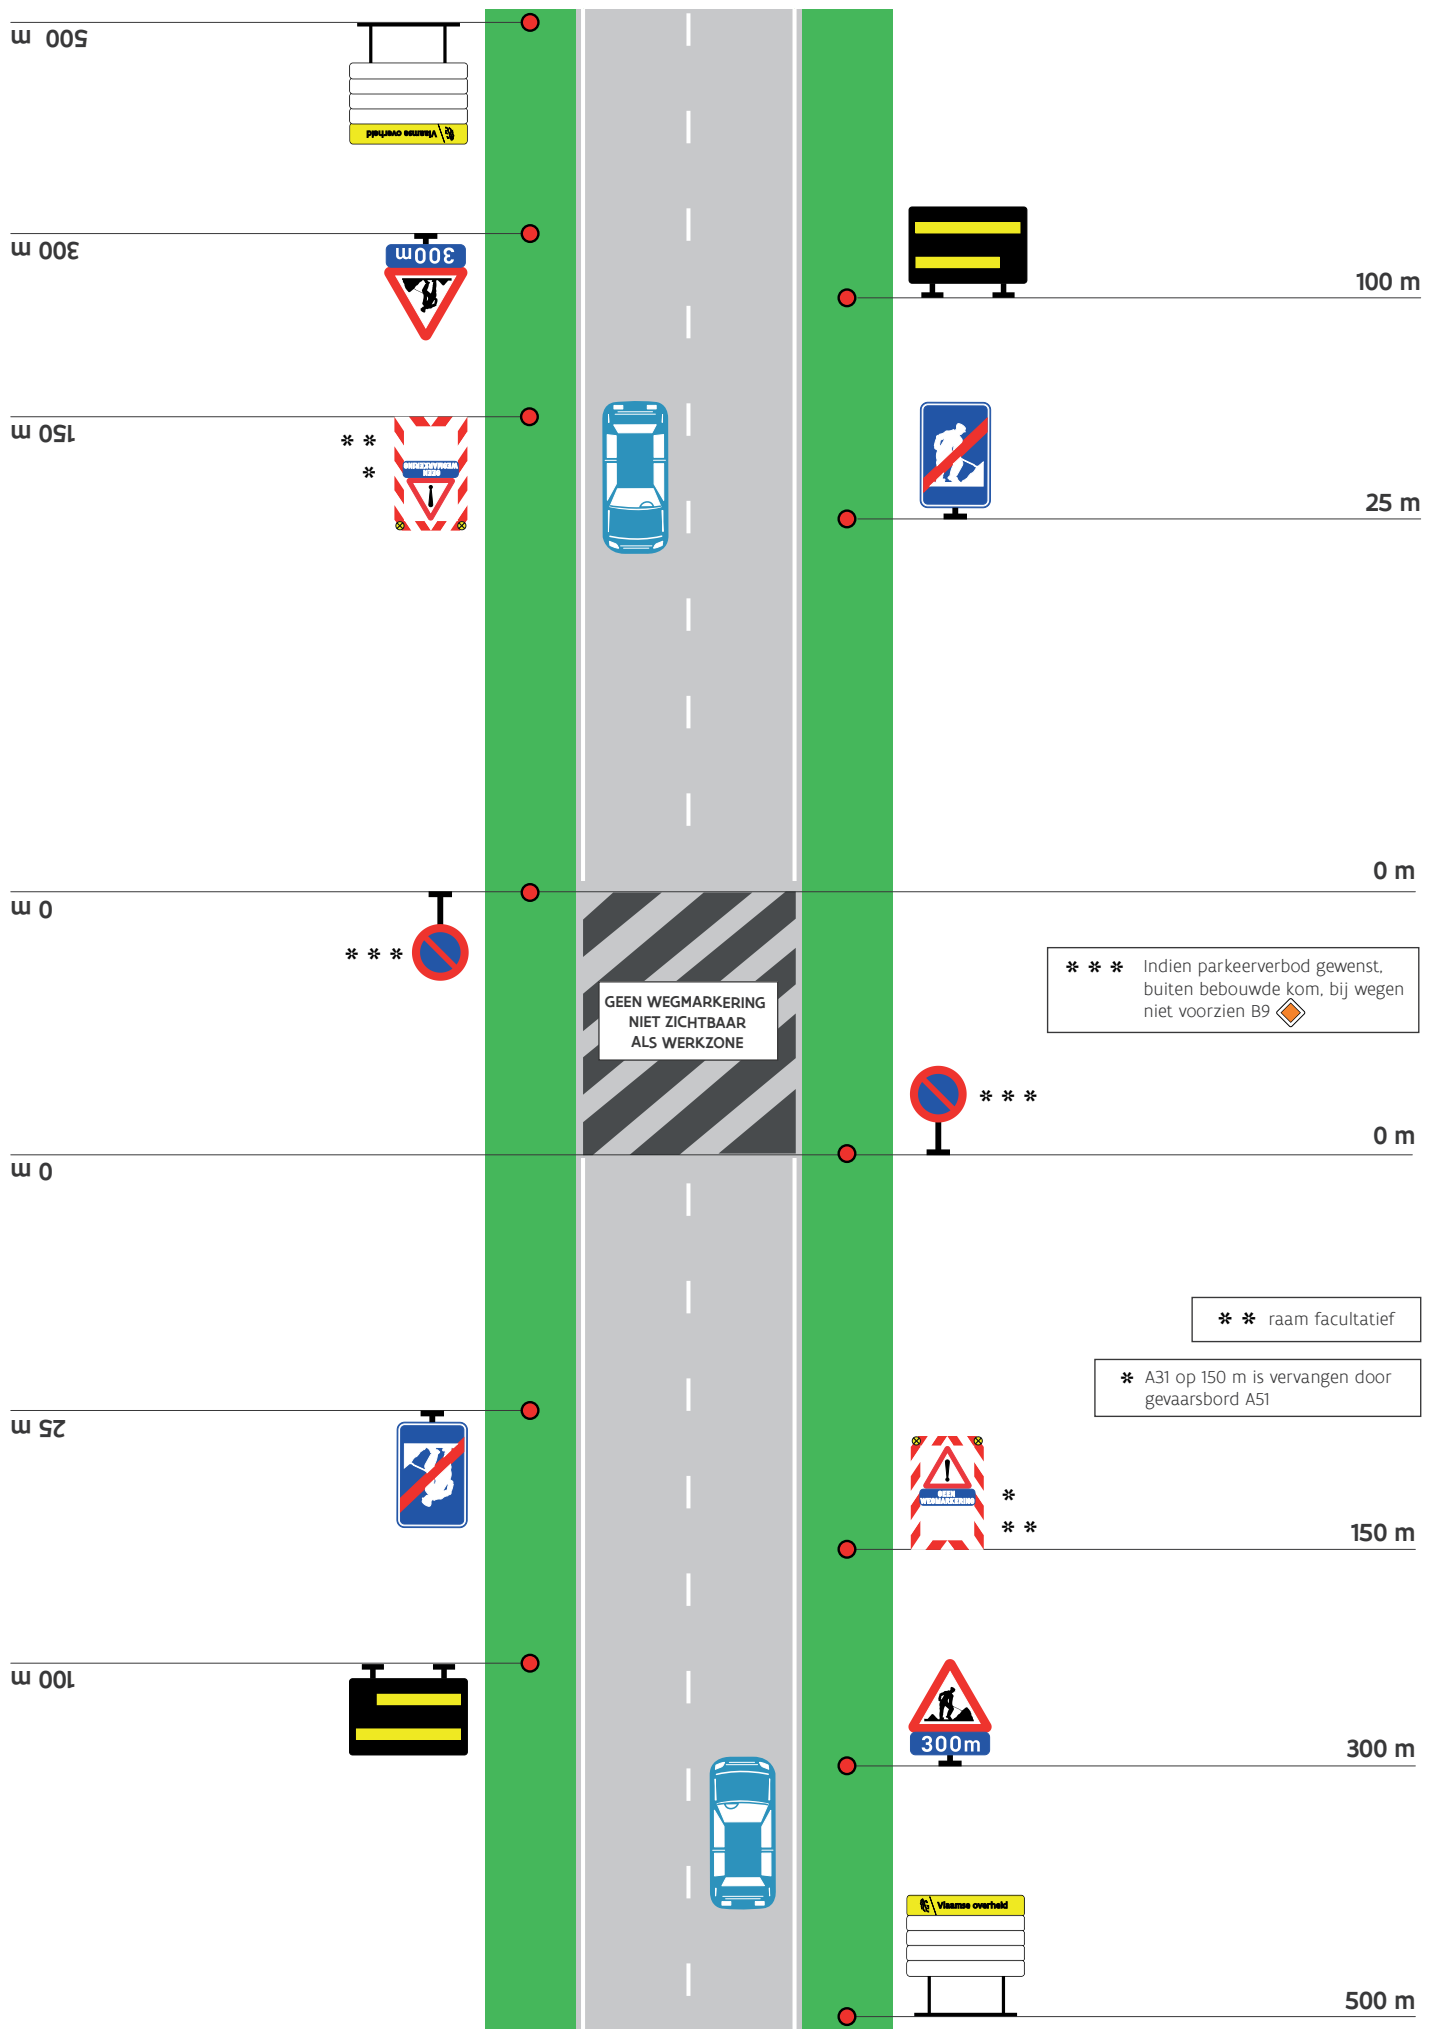 500 m
Vlaamse overheid
300 m
300m
100 m
150 m
* *
*
GEEN
WEGMARKERING
25 m
0 m
0 m
* * *
* * * Indien parkeerverbod gewenst,
buiten bebouwde kom, bij wegen
niet voorzien B9
GEEN WEGMARKERING
NIET ZICHTBAAR
ALS WERKZONE
* * *
0 m
0 m
* * raam facultatief
* A31 op 150 m is vervangen door
gevaarsbord A51
25 m
GEEN
WEGMARKERING
*
* *
150 m
100 m
300m
300 m
Vlaamse overheid
500 m